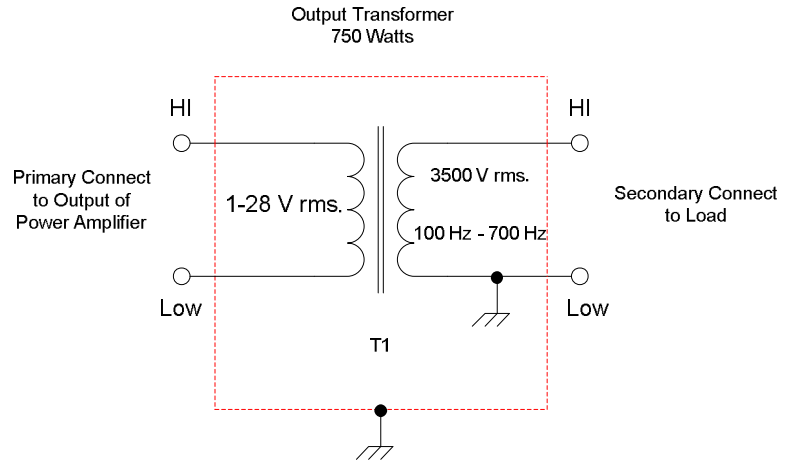 Output Transformer
750 Watts
HI
HI
Primary Connect
to Output of
Power Amplifier
1-28 V rms.
3500 V rms.
100 Hz - 700 Hz
Secondary Connect
to Load
Low
Low
T1